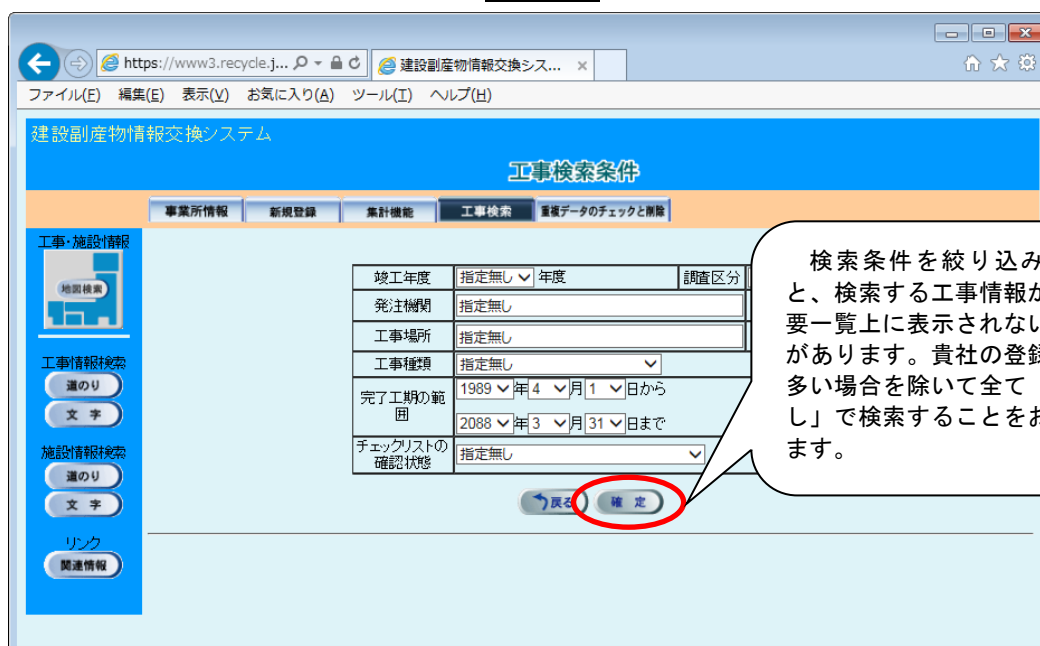 https://www3.recycle.j...
建設副産物情報交換シス...
ファイル(F) 編集(E) 表示(V) お気に入り(A) ツール(T) ヘルプ(H)
建設副産物情報交換システム
工事検索条件
事業所情報 新規登録 集計機能 工事検索 重複データのチェックと削除
工事・施設情報
地図検索
工事情報検索
道のり
文 字
施設情報検索
道のり
文 字
リンク
関連情報
竣工年度 指定無し 年度 調査区分
発注機関 指定無し
工事場所 指定無し
工事種類 指定無し
完了工期の範
囲
1989 年 4 月 1 日から
2088 年 3 月 31 日まで
チェックリストの
確認状態
指定無し
戻る 確 定
検索条件を絞り込み
と、検索する工事情報が
要一覧上に表示されない
があります。貴社の登録
多い場合を除いて全て「
し」で検索することをお
ます。